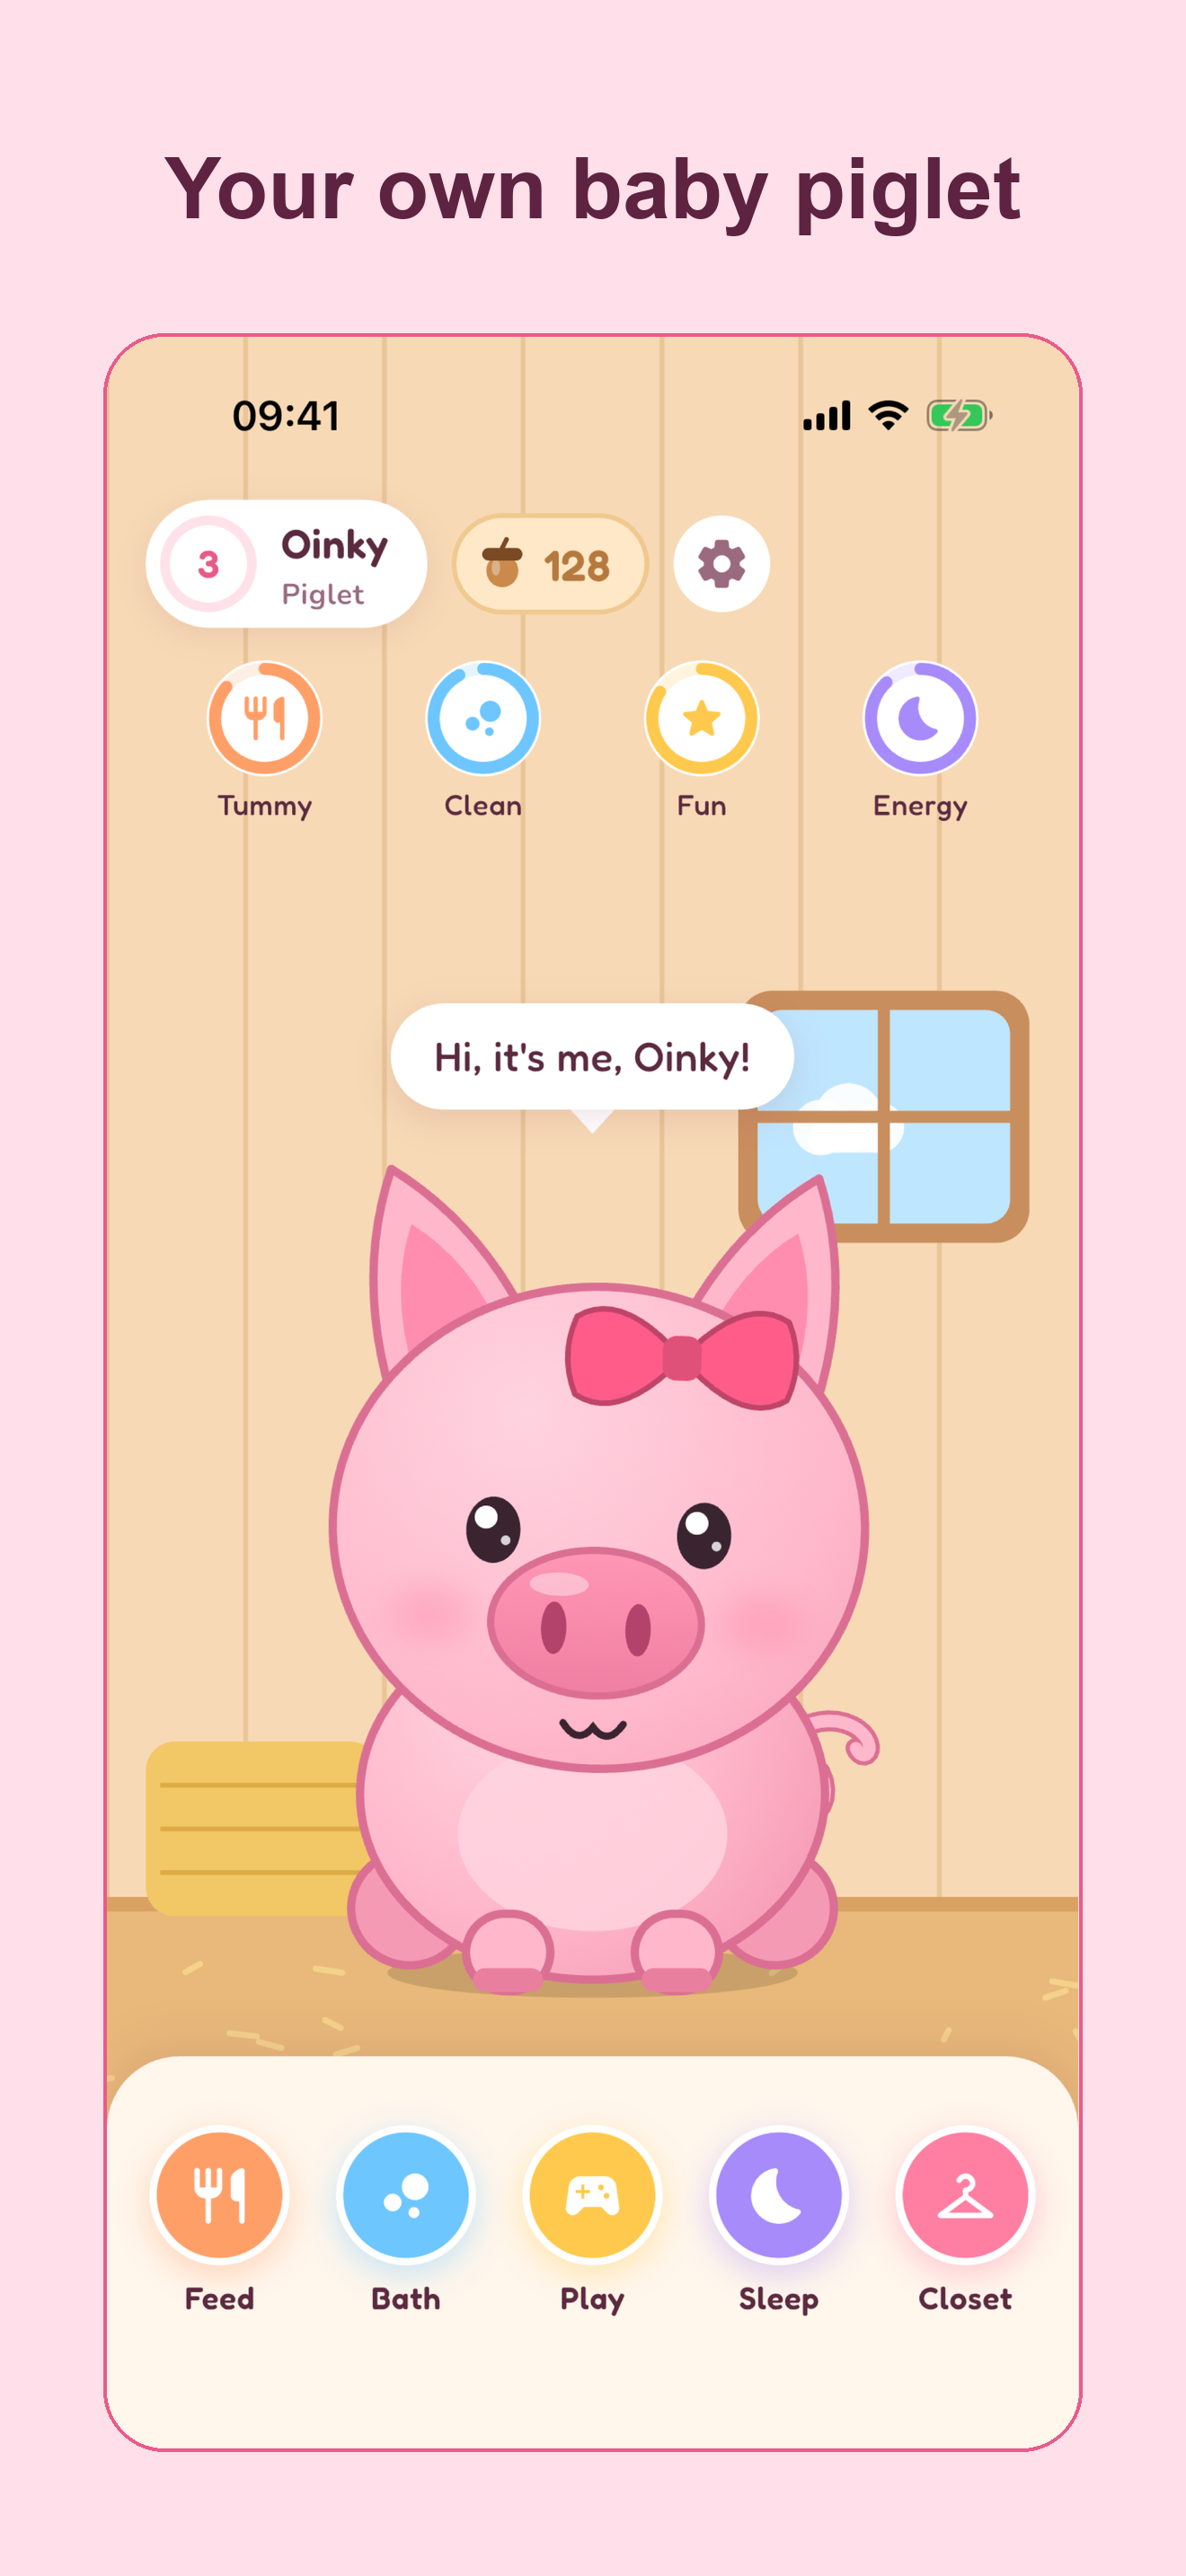 Your own baby piglet
09:41
3
Oinky
Piglet
128
Tummy
Clean
Fun
Energy
Hi, it's me, Oinky!
Feed
Bath
Play
Sleep
Closet